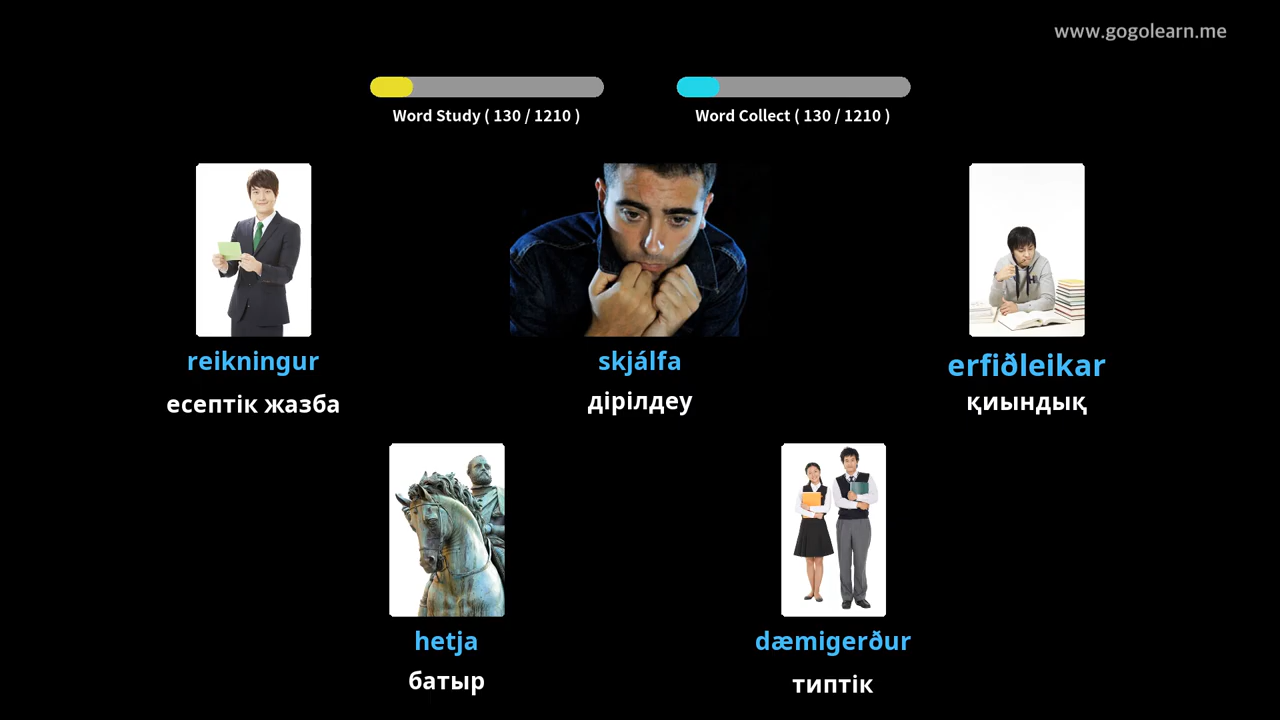 www.gogolearn.me
Word Study ( 130 / 1210 )
Word Collect ( 130 / 1210 )
reikningur
есептік жазба
skjálfa
дірілдеу
erfiðleikar
қиындық
hetja
батыр
dæmigerður
типтік